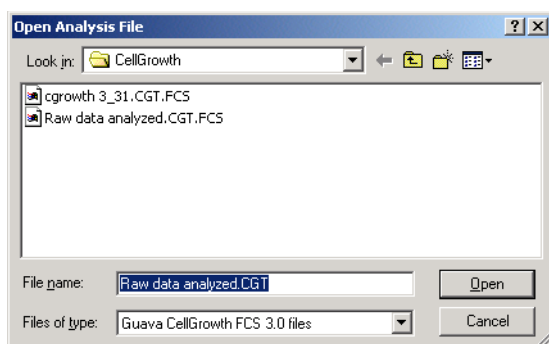 Open Analysis File
Look in: CellGrowth
cgrowth 3_31.CGT.FCS
Raw data analyzed.CGT.FCS
File name: Raw data analyzed.CGT Open
Files of type: Guava CellGrowth FCS 3.0 files Cancel